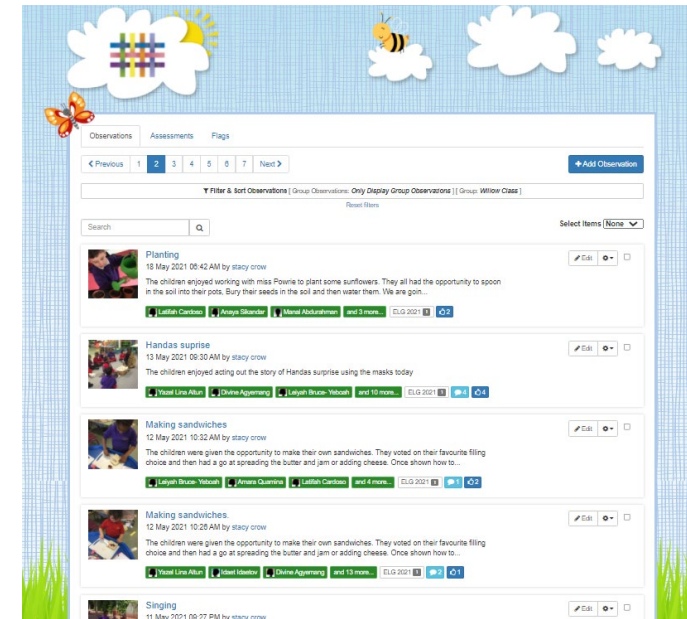 Observations Assessments Flags
Previous 1 2 3 4 5 6 7 Next
+Add Observation
Filter & Sort Observations [ Group Observations: Only Display Group Observations ] [ Group: Willow Class ]
Reset filters
Search
Select Items None
Planting
18 May 2021 06:42 AM by stacy crow
The children enjoyed working with miss Fowrie to plant some sunflowers. They all had the opportunity to spoon
in the soil into their pots, Bury their seeds in the soil and then water them. We are goin...
Latifah Cardoso Anaya Sikandar Manal Abdurahman and 3 more... ELG 2021 1 2
Edit
Handas suprise
13 May 2021 09:30 AM by stacy crow
The children enjoyed acting out the story of Handas surprise using the masks today
Yazel Lina Altun Divine Agyemang Leiyah Bruce- Yeboah and 10 more... ELG 2021 1 4 4
Edit
Making sandwiches
12 May 2021 10:32 AM by stacy crow
The children were given the opportunity to make their own sandwiches. They voted on their favourite filling
choice and then had a go at spreading the butter and jam or adding cheese. Once shown how to...
Leiyah Bruce- Yeboah Amara Quamina Latifah Cardoso and 4 more... ELG 2021 1 1 2
Edit
Making sandwiches.
12 May 2021 10:26 AM by stacy crow
The children were given the opportunity to make their own sandwiches. They voted on their favourite filling
choice and then had a go at spreading the butter and jam or adding cheese. Once shown how to...
Yazel Lina Altun Divine Agyemang and 13 more... ELG 2021 2 1
Edit
Singing
11 May 2021 09:27 PM by stacy crow
Edit